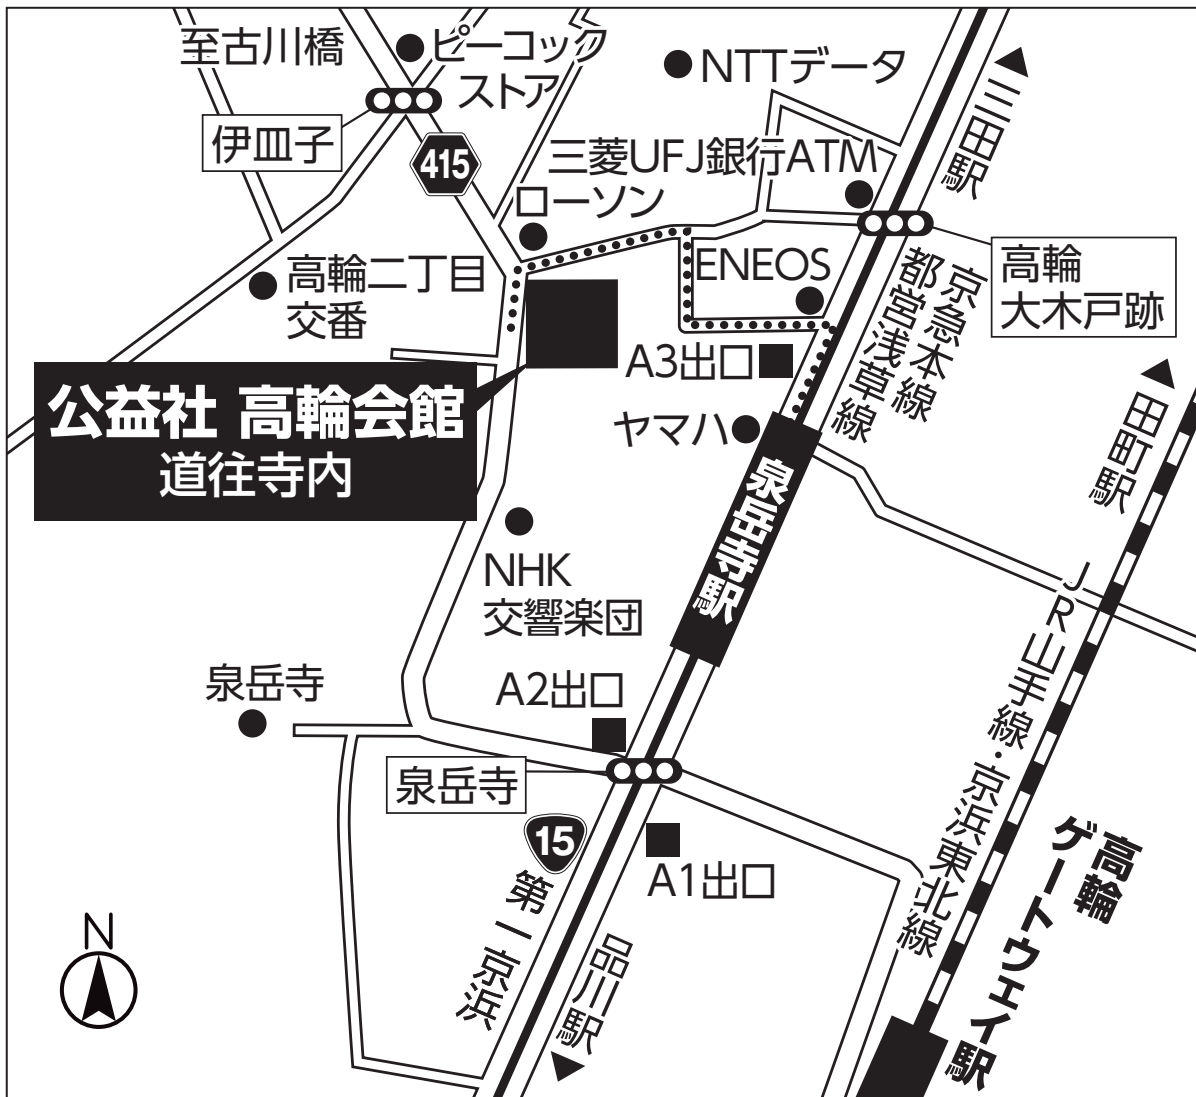 至古川橋
ピーコック
ストア
NTTデータ
三田駅
伊皿子
415
三菱UFJ銀行ATM
ローソン
高輪二丁目
交番
ENEOS
高輪
大木戸跡
京急本線
都営浅草線
A3出口
公益社 高輪会館
道往寺内
ヤマハ
田町駅
泉岳寺駅
NHK
交響楽団
JR山手線・京浜東北線
泉岳寺
A2出口
泉岳寺
15
第一京浜
A1出口
品川駅
高輪
ゲートウェイ駅
N